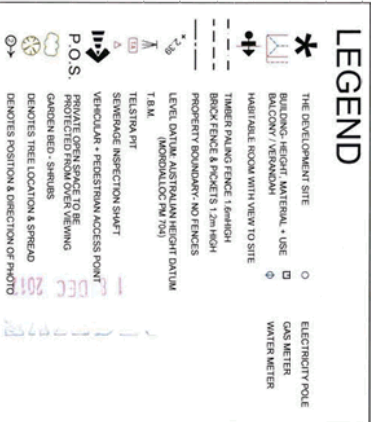 LEGEND
THE DEVELOPMENT SITE
BUILDING- HEIGHT, MATERIAL + USE
BALCONY / VERANDAH
HABITABLE ROOM WITH VIEW TO SITE
TIMBER PALING FENCE 1.6mHIGH
BRICK FENCE & PICKETS 1.2m HIGH
PROPERTY BOUNDARY- NO FENCES
2.39
LEVEL DATUM: AUSTRALIAN HEIGHT DATUM
(MORDIALLOC PM 704)
T.B.M.
TELSTRA PIT
SEWERAGE INSPECTION SHAFT
VEHICULAR + PEDESTRIAN ACCESS POINT
P.O.S.
PRIVATE OPEN SPACE TO BE
PROTECTED FROM OVER VIEWING
GARDEN BED - SHRUBS
DENOTES TREE LOCATION & SPREAD
DENOTES POSITION & DIRECTION OF PHOTO
ELECTRICITY POLE
GAS METER
WATER METER
DEC 2017